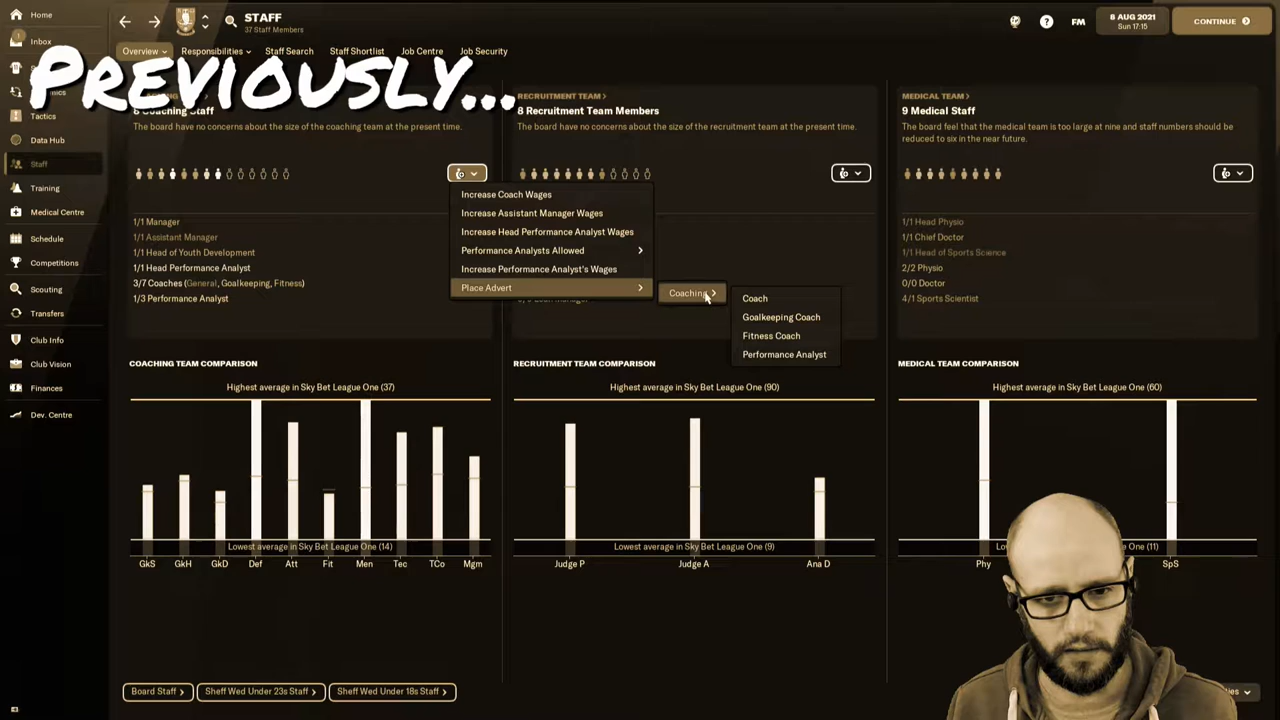 Home
STAFF
37 Staff Members
FM
8 AUG 2021
Sun 17:15
CONTINUE
Inbox
1
Overview
Responsibilities
Staff Search
Staff Shortlist
Job Centre
Job Security
PREVIOUSLY...
Tactics
Data Hub
Staff
Training
Medical Centre
Schedule
Competitions
Scouting
Transfers
Club Info
Club Vision
Finances
Dev. Centre
Coaching Staff
The board have no concerns about the size of the coaching team at the present time.
1/1 Manager
1/1 Assistant Manager
1/1 Head of Youth Development
1/1 Head Performance Analyst
3/7 Coaches (General, Goalkeeping, Fitness)
1/3 Performance Analyst
Increase Coach Wages
Increase Assistant Manager Wages
Increase Head Performance Analyst Wages
Performance Analysts Allowed
Increase Performance Analyst's Wages
Place Advert
Coaching
Coach
Goalkeeping Coach
Fitness Coach
Performance Analyst
RECRUITMENT TEAM
8 Recruitment Team Members
The board have no concerns about the size of the recruitment team at the present time.
MEDICAL TEAM
9 Medical Staff
The board feel that the medical team is too large at nine and staff numbers should be
reduced to six in the near future.
1/1 Head Physio
1/1 Chief Doctor
1/1 Head of Sports Science
2/2 Physio
0/0 Doctor
4/1 Sports Scientist
COACHING TEAM COMPARISON
Highest average in Sky Bet League One (37)
Lowest average in Sky Bet League One (14)
GkS GkH GkD Def Att Fit Men Tec TCo Mgm
RECRUITMENT TEAM COMPARISON
Highest average in Sky Bet League One (90)
Lowest average in Sky Bet League One (9)
Judge P Judge A Ana D
MEDICAL TEAM COMPARISON
Highest average in Sky Bet League One (60)
One (11)
Phy SpS
Board Staff
Sheff Wed Under 23s Staff
Sheff Wed Under 18s Staff